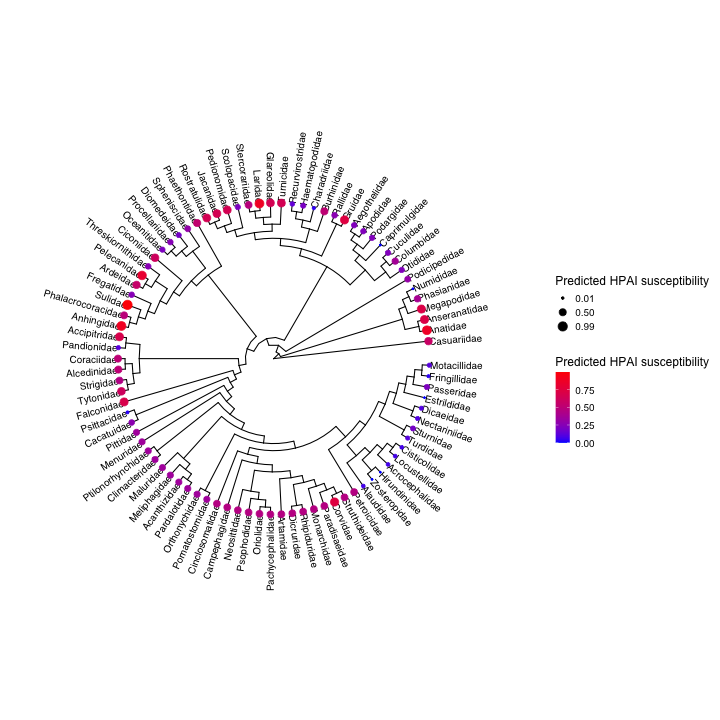 Casuariidae
Anatidae
Anseranatidae
Megapodidae
Phasianidae
Numididae
Podicipedidae
Otididae
Columbidae
Cuculidae
Caprimulgidae
Podargidae
Apodidae
Aegothelidae
Gruidae
Rallidae
Burhinidae
Charadriidae
Haematopodidae
Recurvirostridae
Turnicidae
Glareolidae
Laridae
Stercorariidae
Scolopacidae
Pedionomidae
Jacanidae
Rostratulidae
Phaethontidae
Spheniscidae
Diomedeidae
Procellariidae
Oceanitidae
Ciconiidae
Threskiornithidae
Pelecanidae
Ardeidae
Fregatidae
Sulidae
Phalacrocoracidae
Anhingidae
Accipitridae
Pandionidae
Coraciidae
Alcedinidae
Strigidae
Tytonidae
Falconidae
Psittacidae
Cacatuidae
Pittidae
Menuridae
Ptilonorhynchidae
Climacteridae
Maluridae
Meliphagidae
Acanthizidae
Pardalotidae
Orthonychidae
Pomatostomidae
Cinclosomatidae
Campephagidae
Neosittidae
Psophodidae
Oriolidae
Pachycephalidae
Artamidae
Dicruridae
Rhipiduridae
Monarchidae
Paradisaeidae
Corvidae
Struthideidae
Petroicidae
Alaudidae
Zosteropidae
Hirundinidae
Acrocephalidae
Locustellidae
Cisticolidae
Turdidae
Sturnidae
Nectariniidae
Dicaeidae
Estrildidae
Passeridae
Fringillidae
Motacillidae
Predicted HPAI susceptibility
0.01
0.50
0.99
Predicted HPAI susceptibility
0.75
0.50
0.25
0.00